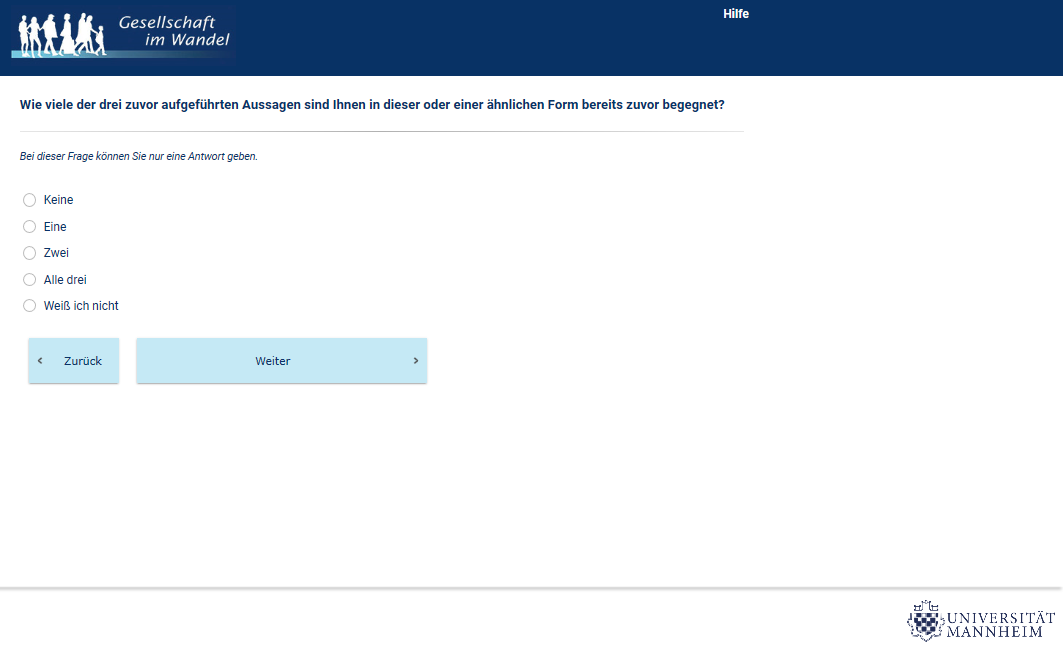 Gesellschaft
im Wandel
Hilfe
Wie viele der drei zuvor aufgeführten Aussagen sind Ihnen in dieser oder einer ähnlichen Form bereits zuvor begegnet?
Bei dieser Frage können Sie nur eine Antwort geben.
Keine
Eine
Zwei
Alle drei
Weiß ich nicht
Zurück
Weiter
UNIVERSITÄT
MANNHEIM